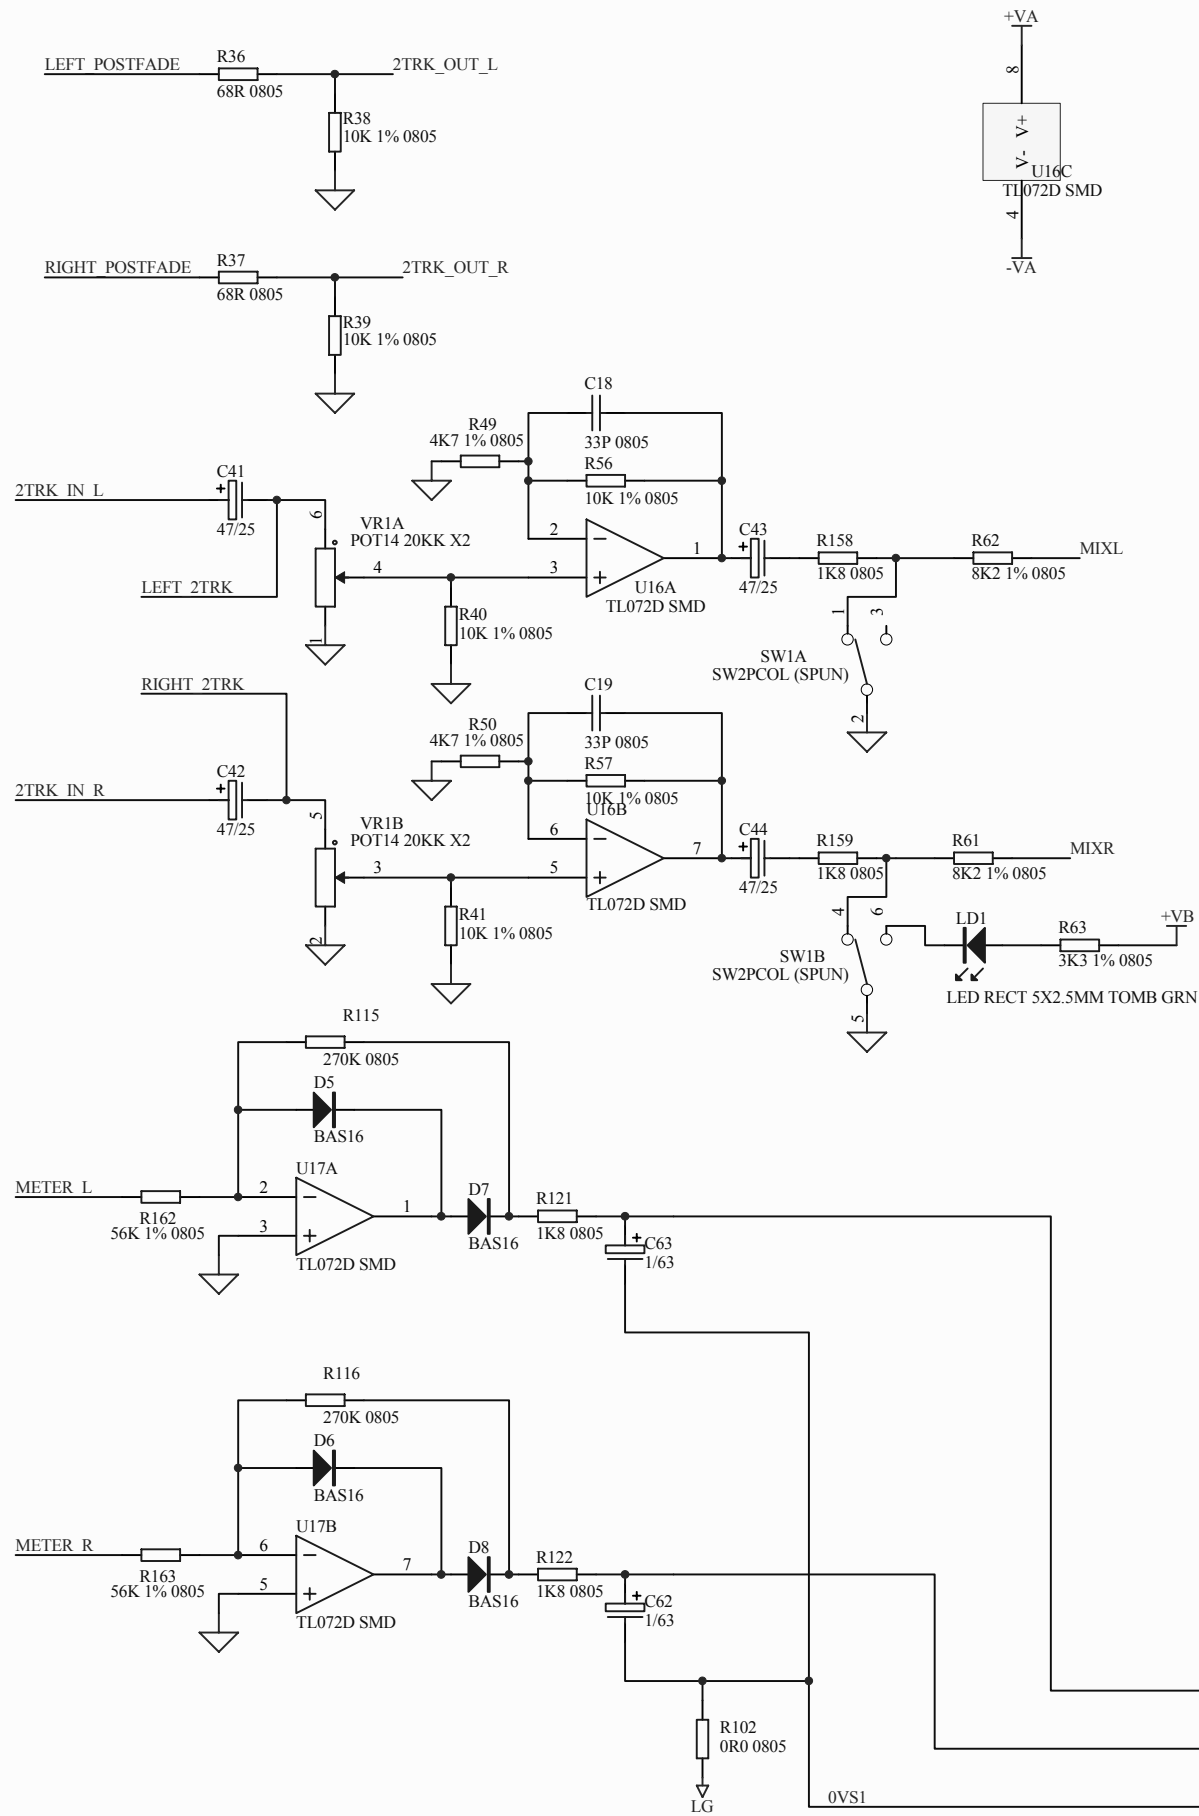 +VA
8
V+
V-
U16C
TL072D SMD
4
-VA
LEFT_POSTFADE
R36
68R 0805
2TRK_OUT_L
R38
10K 1% 0805
RIGHT_POSTFADE
R37
68R 0805
2TRK_OUT_R
R39
10K 1% 0805
C18
33P 0805
R49
4K7 1% 0805
R56
10K 1% 0805
2TRK_IN_L
C41
+
47/25
6
VR1A
POT14 20KK X2
4
1
LEFT_2TRK
2
3
1
U16A
TL072D SMD
R40
10K 1% 0805
C43
+
47/25
R158
1K8 0805
R62
8K2 1% 0805
MIXL
1
3
SW1A
SW2PCOL (SPUN)
2
RIGHT_2TRK
C19
33P 0805
R50
4K7 1% 0805
R57
10K 1% 0805
U16B
2TRK_IN_R
C42
+
47/25
5
VR1B
POT14 20KK X2
3
2
6
5
7
TL072D SMD
R41
10K 1% 0805
C44
+
47/25
R159
1K8 0805
R61
8K2 1% 0805
MIXR
4
6
SW1B
SW2PCOL (SPUN)
5
LD1
LED RECT 5X2.5MM TOMB GRN
R63
3K3 1% 0805
+VB
R115
270K 0805
D5
BAS16
U17A
METER_L
R162
56K 1% 0805
2
3
1
TL072D SMD
D7
BAS16
R121
1K8 0805
+
C63
1/63
R116
270K 0805
D6
BAS16
U17B
METER_R
R163
56K 1% 0805
6
5
7
TL072D SMD
D8
BAS16
R122
1K8 0805
+
C62
1/63
R102
0R0 0805
LG
0VS1